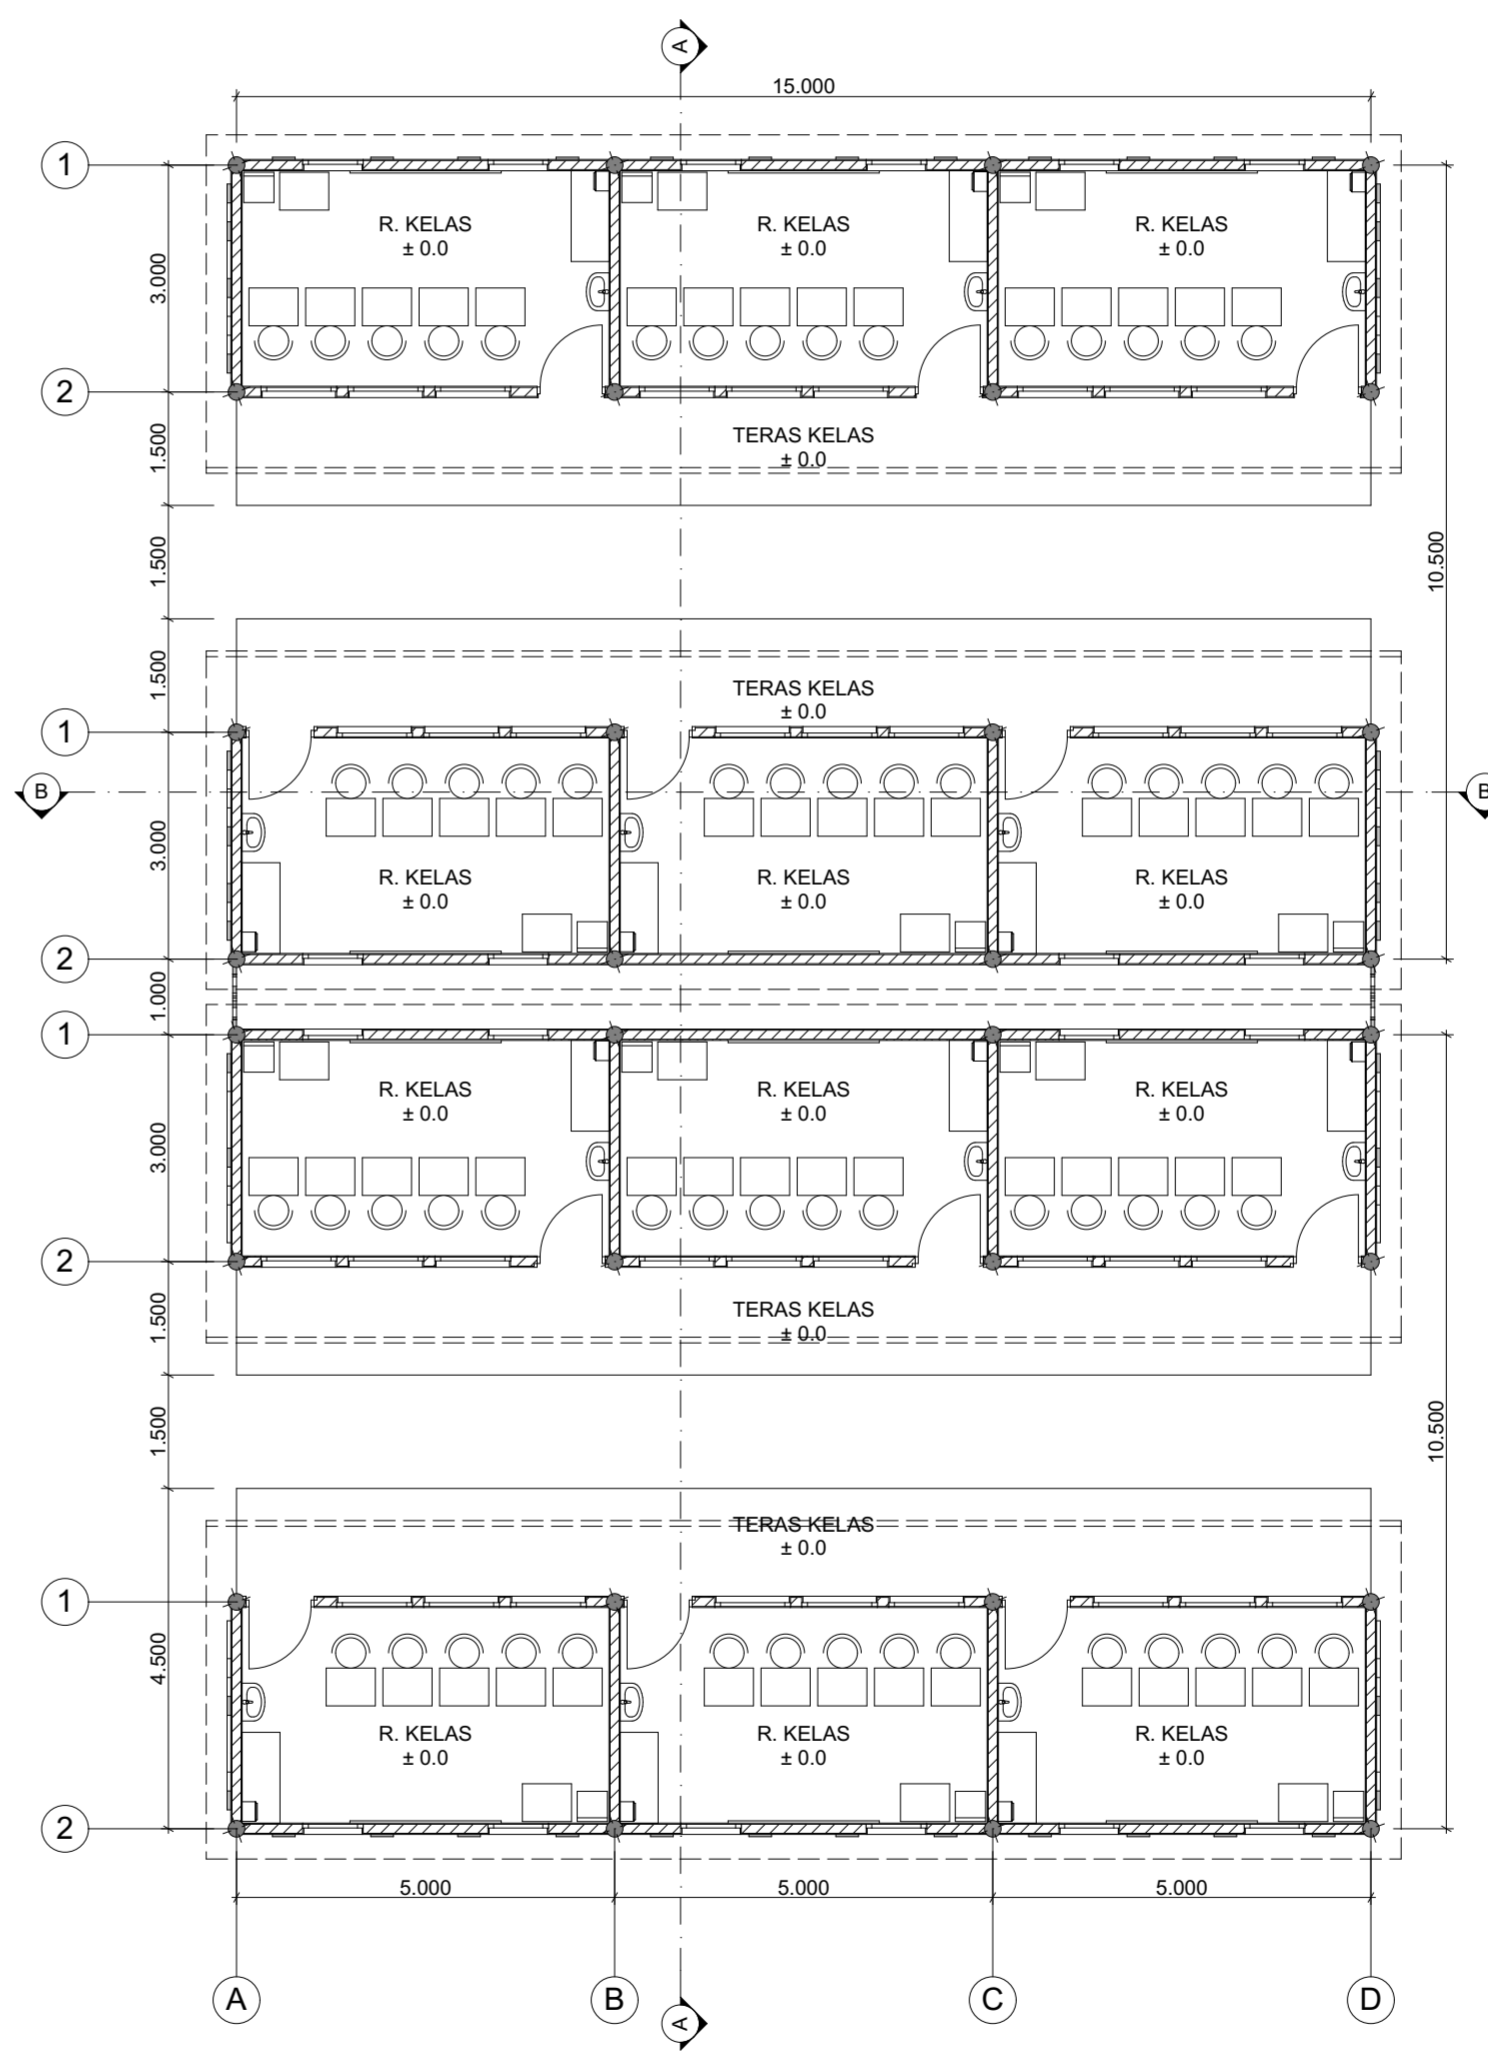 A
15.000
1
R. KELAS
± 0.0
R. KELAS
± 0.0
R. KELAS
± 0.0
3.000
2
TERAS KELAS
± 0.0
1.500
1.500
10.500
1.500
TERAS KELAS
± 0.0
1
B
B
3.000
R. KELAS
± 0.0
R. KELAS
± 0.0
R. KELAS
± 0.0
2
1.000
1
R. KELAS
± 0.0
R. KELAS
± 0.0
R. KELAS
± 0.0
3.000
2
TERAS KELAS
± 0.0
1.500
1.500
10.500
TERAS KELAS
± 0.0
1
4.500
R. KELAS
± 0.0
R. KELAS
± 0.0
R. KELAS
± 0.0
2
5.000
5.000
5.000
A
B
C
D
A